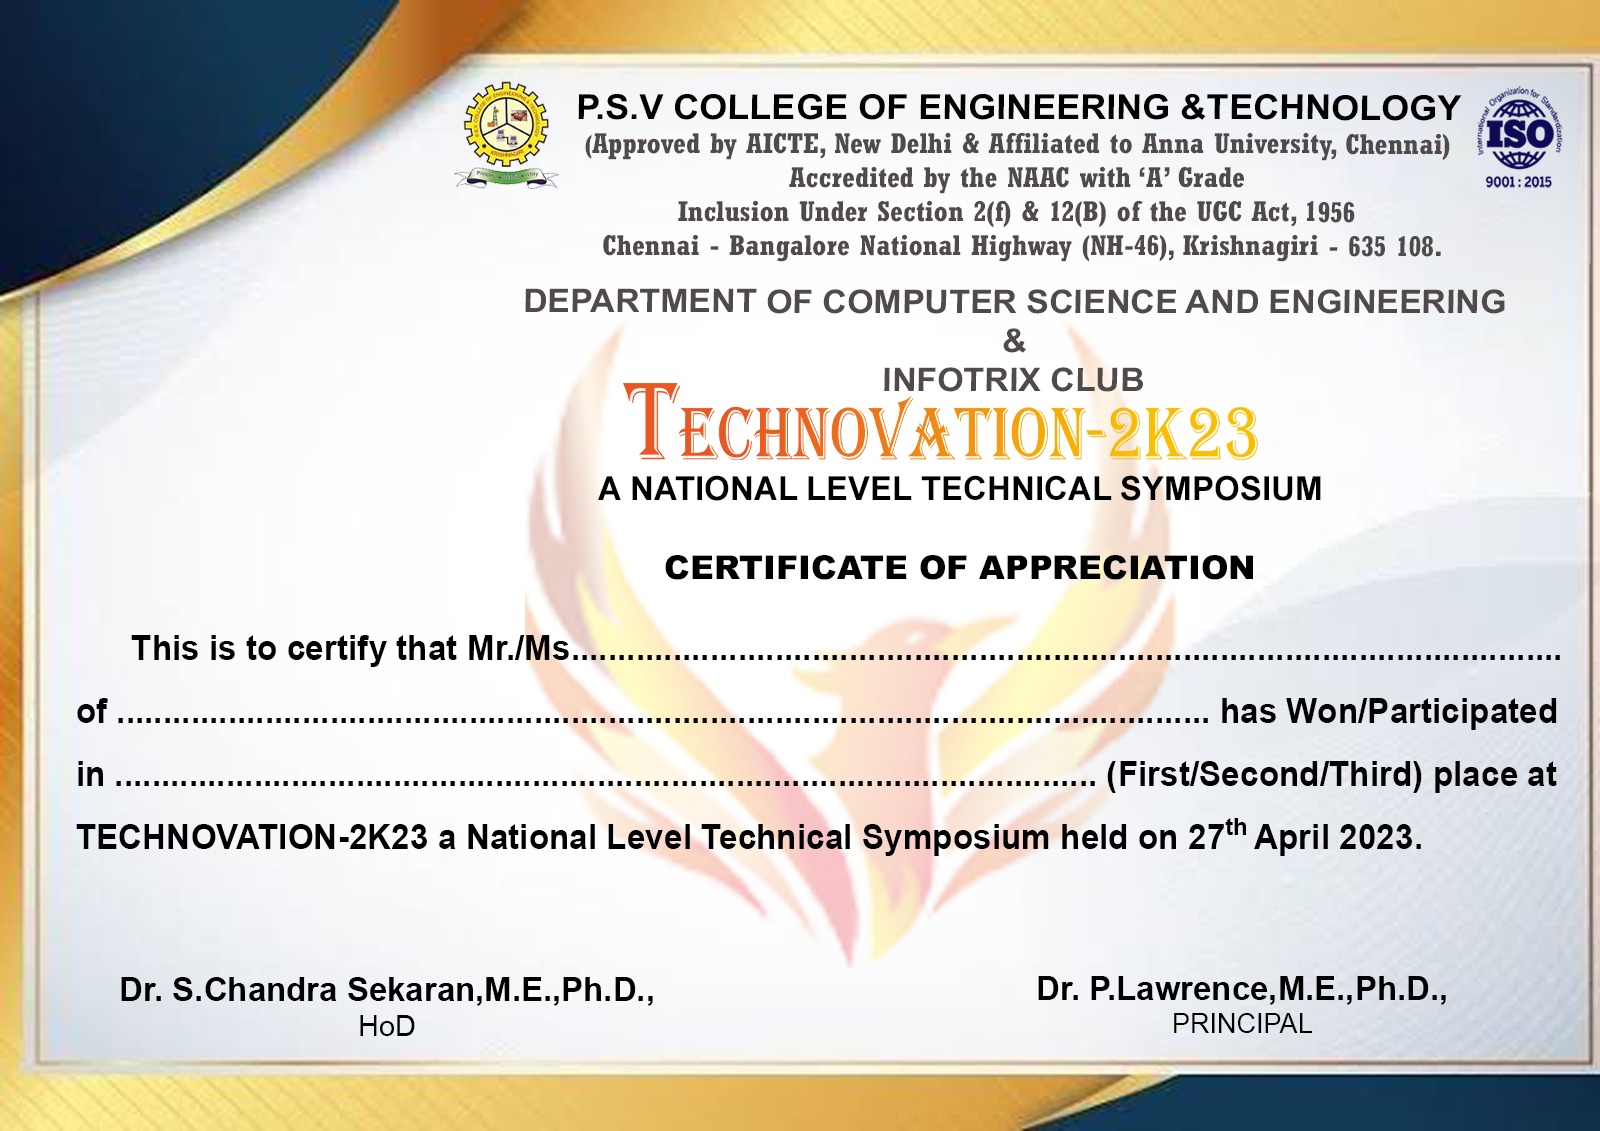 P.S.V COLLEGE OF ENGINEERING &TECHNOLOGY
(Approved by AICTE, New Delhi & Affiliated to Anna University, Chennai)
Accredited by the NAAC with ‘A’ Grade
Inclusion Under Section 2(f) & 12(B) of the UGC Act, 1956
Chennai - Bangalore National Highway (NH-46), Krishnagiri - 635 108.
International Organization for Standardization
ISO
9001 : 2015
DEPARTMENT OF COMPUTER SCIENCE AND ENGINEERING
&
INFOTRIX CLUB
TECHNOVATION-2K23
A NATIONAL LEVEL TECHNICAL SYMPOSIUM
CERTIFICATE OF APPRECIATION
This is to certify that Mr./Ms..........................................................................................................
of ..................................................................................................................... has Won/Participated
in ......................................................................................................... (First/Second/Third) place at
TECHNOVATION-2K23 a National Level Technical Symposium held on 27th April 2023.
Dr. S.Chandra Sekaran,M.E.,Ph.D.,
HoD
Dr. P.Lawrence,M.E.,Ph.D.,
PRINCIPAL